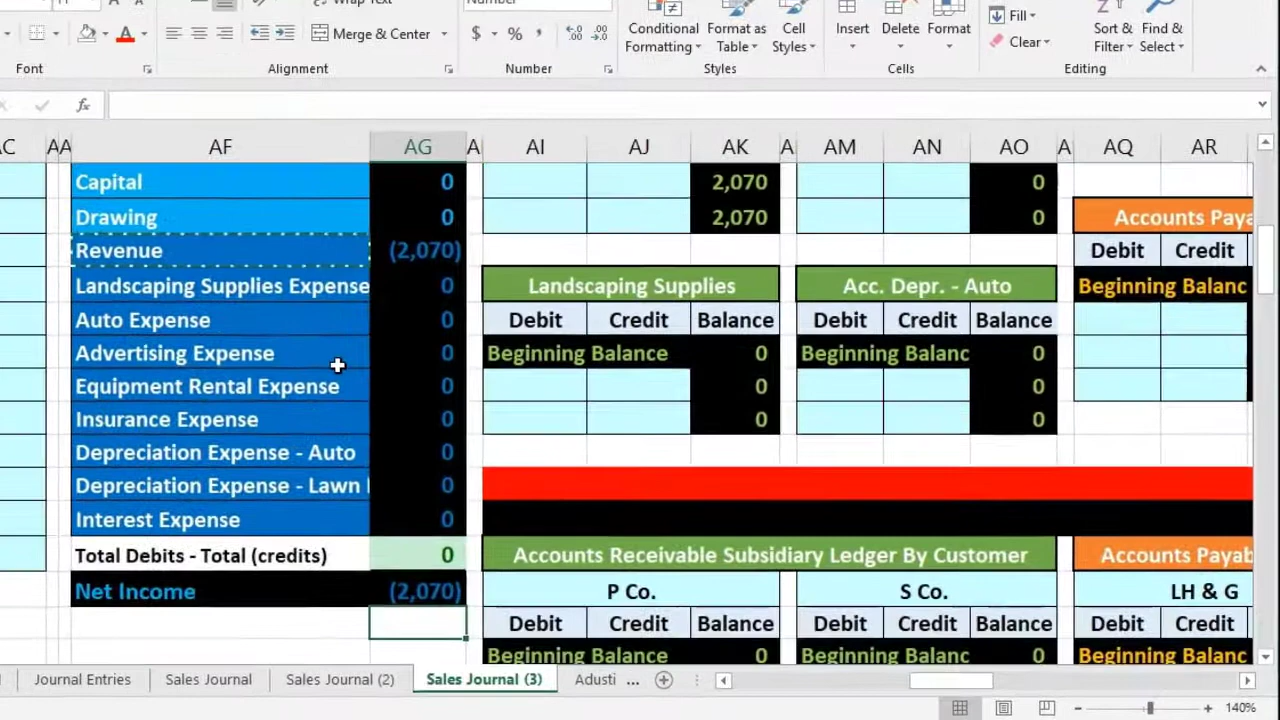 Wrap Text
Number
Merge & Center
$ % ,
Conditional Formatting
Format as Table
Cell Styles
Insert
Delete
Format
Fill
Clear
Sort & Filter
Find & Select
Font
Alignment
Number
Styles
Cells
Editing
fx
AF AG AI AJ AK AM AN AO AQ AR
Capital 0 2,070 0
Drawing 0 2,070 0
Revenue (2,070) Debit Credit
Landscaping Supplies Expense 0 Landscaping Supplies Acc. Depr. - Auto Beginning Balanc
Auto Expense 0 Debit Credit Balance Debit Credit Balance
Advertising Expense 0 Beginning Balance 0 Beginning Balanc 0
Equipment Rental Expense 0 0 0
Insurance Expense 0 0 0
Depreciation Expense - Auto 0
Depreciation Expense - Lawn 0
Interest Expense 0
Total Debits - Total (credits) 0 Accounts Receivable Subsidiary Ledger By Customer Accounts Payab
Net Income (2,070) P Co. S Co. LH & G
Debit Credit Balance Debit Credit Balance Debit Credit
Beginning Balance 0 Beginning Balanc 0 Beginning Balanc
Journal Entries Sales Journal Sales Journal (2) Sales Journal (3) Adusti ...
140%